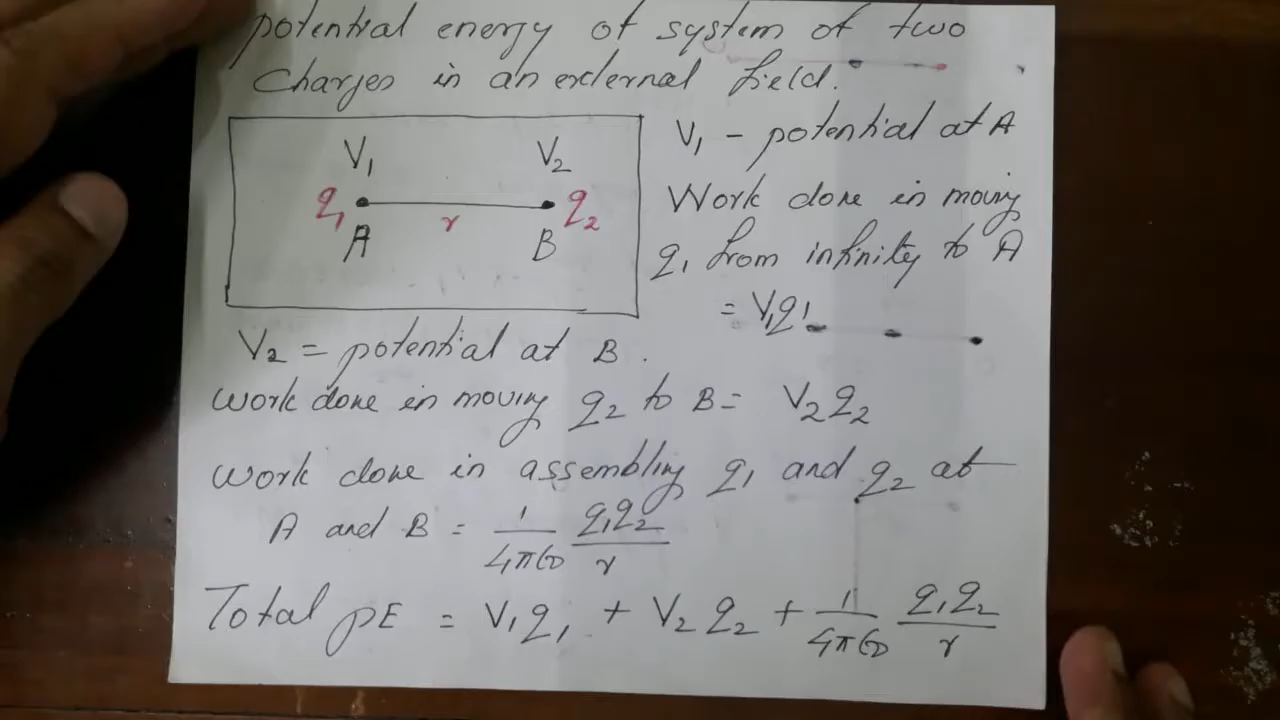 potential energy of system of two
charges in an external field.
V₁ V₂
q₁ r q₂
A B
V₁ - potential at A
Work done in moving
q₁ from infinity to A
= V₁q₁
V₂ = potential at B.
work done in moving q₂ to B = V₂q₂
work done in assembling q₁ and q₂ at
A and B = 1/4πε₀ q₁q₂/r
Total PE = V₁q₁ + V₂q₂ + 1/4πε₀ q₁q₂/r